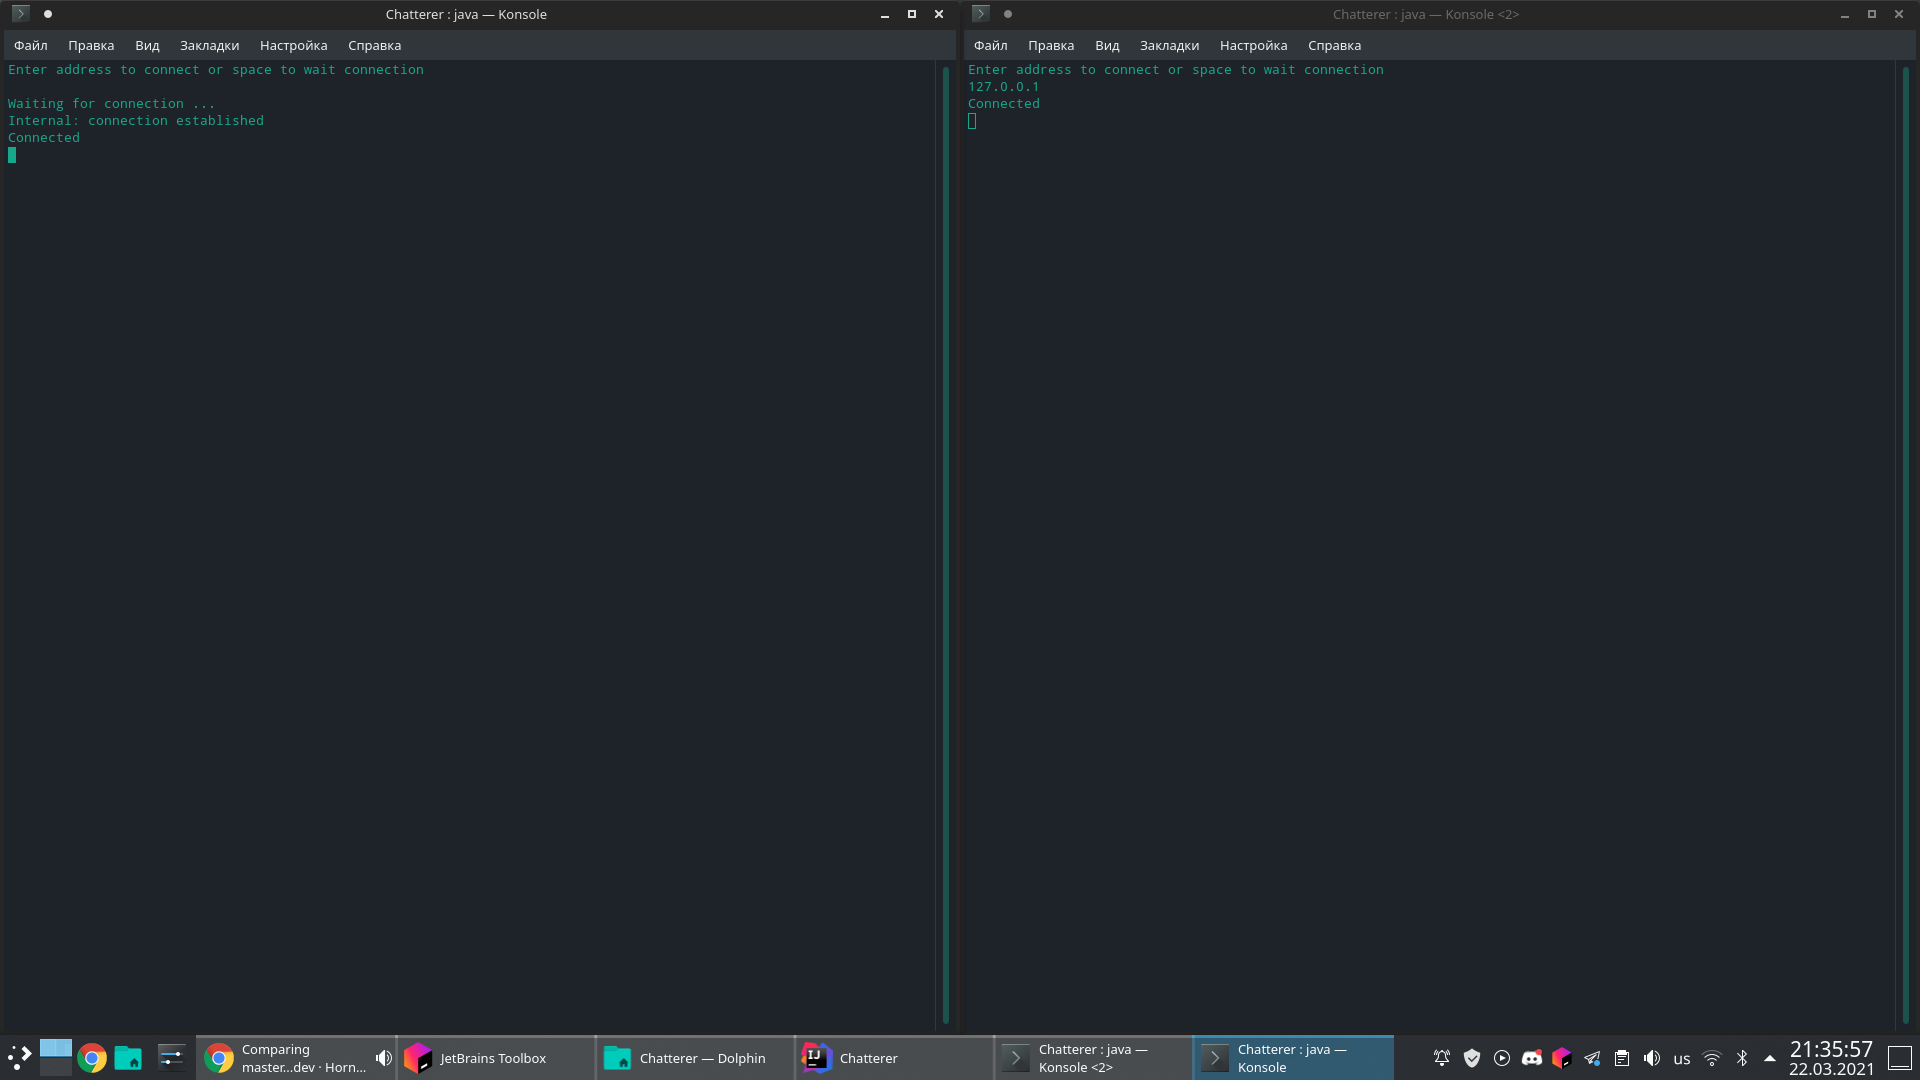 Chatterer : java — Konsole
Файл Правка Вид Закладки Настройка Справка
Enter address to connect or space to wait connection
Waiting for connection ...
Internal: connection established
Connected
Chatterer : java — Konsole <2>
Файл Правка Вид Закладки Настройка Справка
Enter address to connect or space to wait connection
127.0.0.1
Connected
Comparing
master...dev · Horn...
JetBrains Toolbox
Chatterer — Dolphin
IJ
Chatterer
Chatterer : java —
Konsole <2>
Chatterer : java —
Konsole
us
21:35:57
22.03.2021